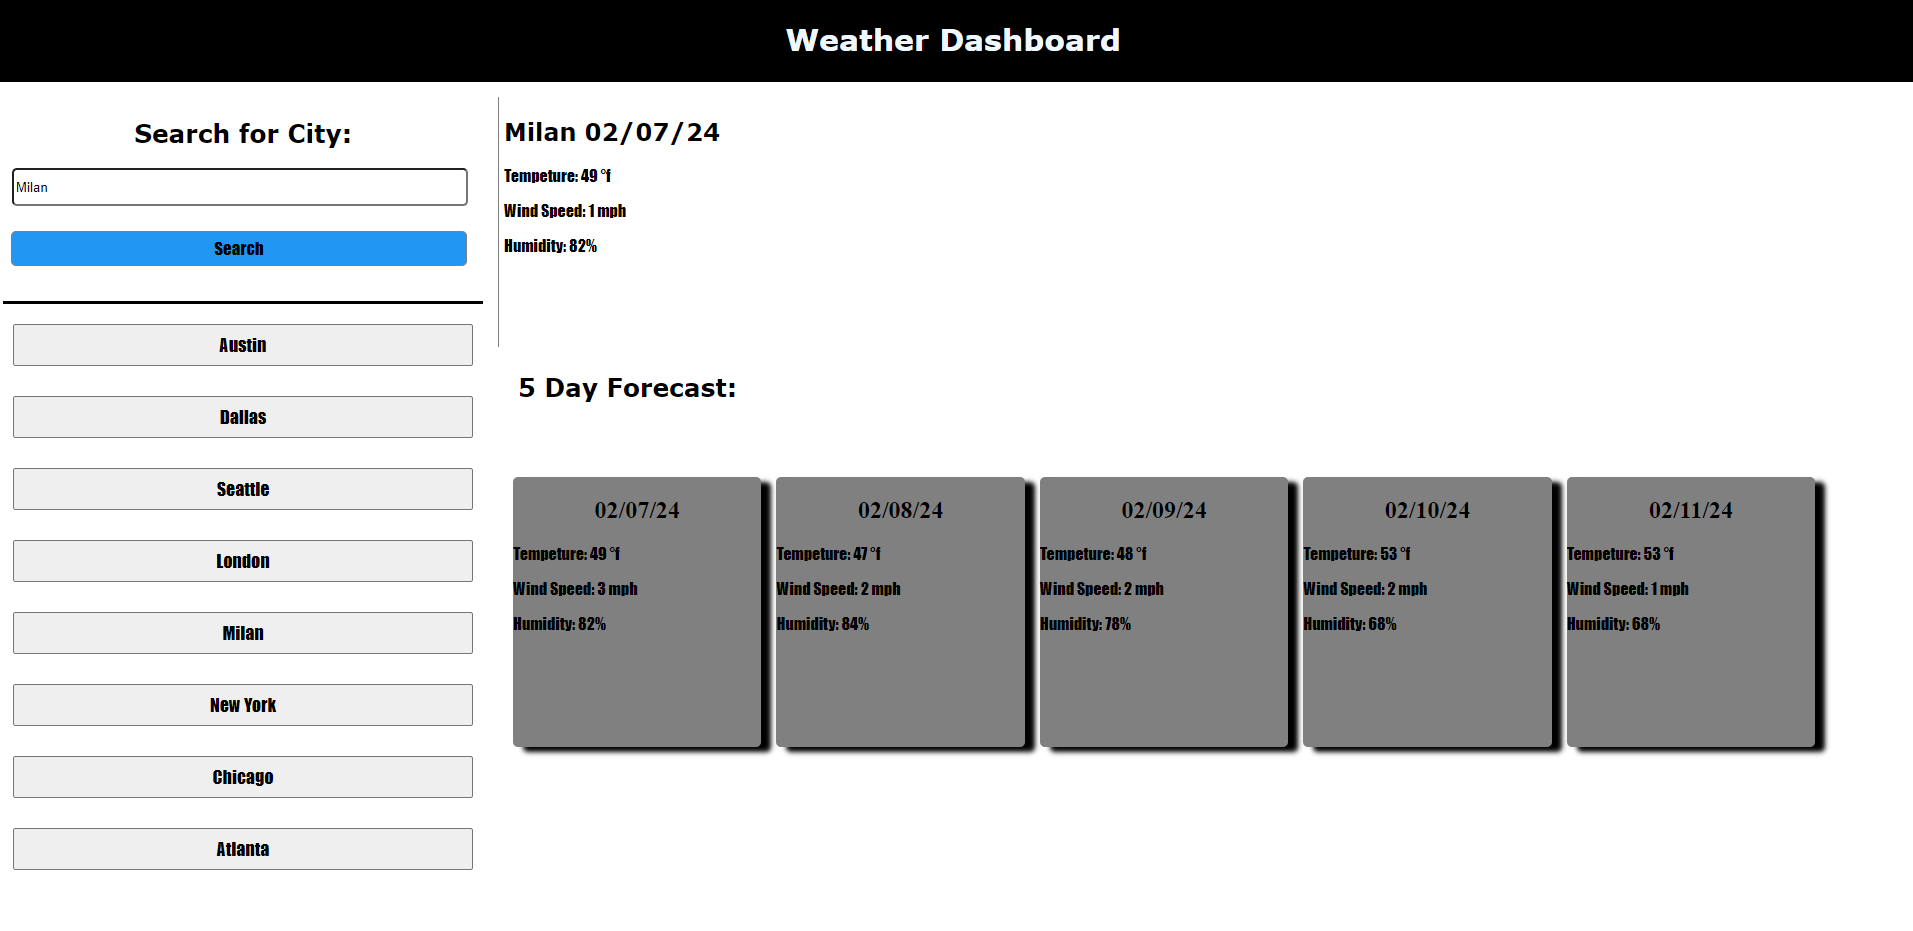 Weather Dashboard
Search for City:
Milan
Search
Austin
Dallas
Seattle
London
Milan
New York
Chicago
Atlanta
Milan 02/07/24
Tempeture: 49 °f
Wind Speed: 1 mph
Humidity: 82%
5 Day Forecast:
02/07/24
Tempeture: 49 °f
Wind Speed: 3 mph
Humidity: 82%
02/08/24
Tempeture: 47 °f
Wind Speed: 2 mph
Humidity: 84%
02/09/24
Tempeture: 48 °f
Wind Speed: 2 mph
Humidity: 78%
02/10/24
Tempeture: 53 °f
Wind Speed: 2 mph
Humidity: 68%
02/11/24
Tempeture: 53 °f
Wind Speed: 1 mph
Humidity: 68%